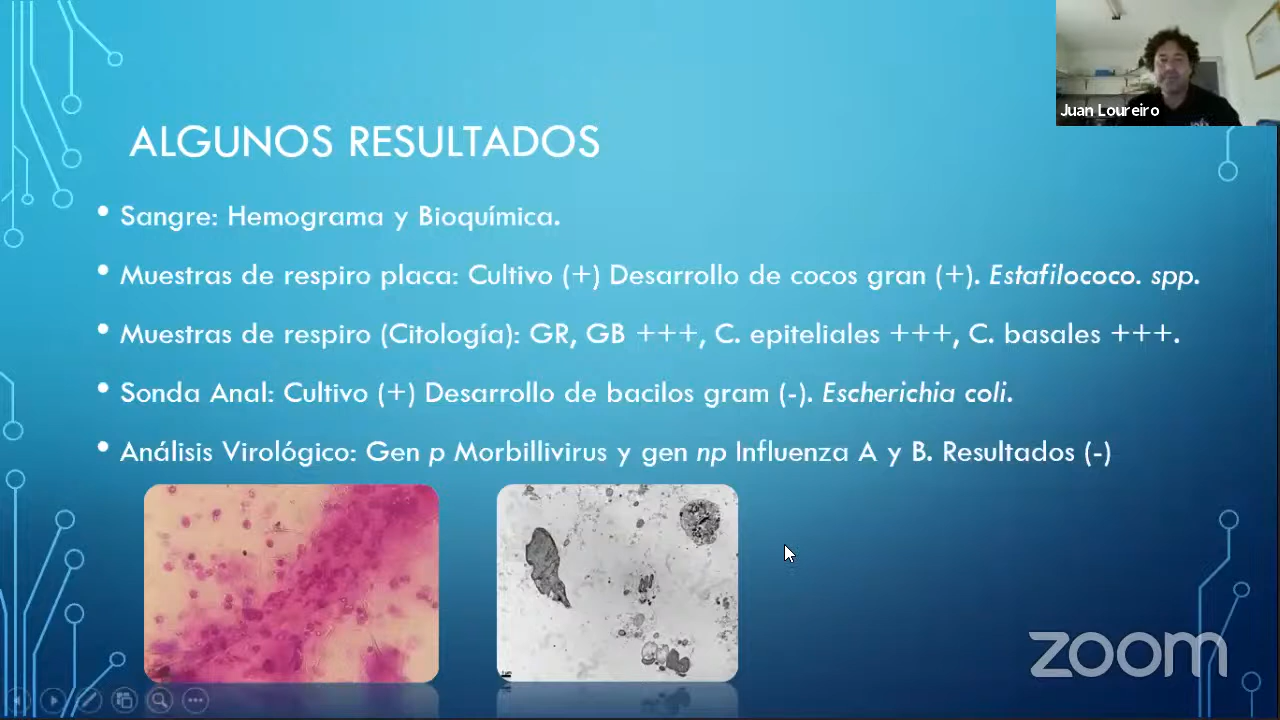 Juan Loureiro
ALGUNOS RESULTADOS
• Sangre: Hemograma y Bioquímica.
• Muestras de respiro placa: Cultivo (+) Desarrollo de cocos gran (+). Estafilococo. spp.
• Muestras de respiro (Citología): GR, GB +++, C. epiteliales +++, C. basales +++.
• Sonda Anal: Cultivo (+) Desarrollo de bacilos gram (-). Escherichia coli.
• Análisis Virológico: Gen p Morbillivirus y gen np Influenza A y B. Resultados (-)
zoom